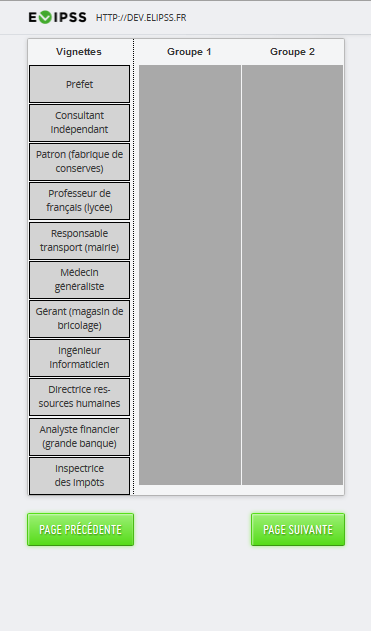 ELIPSS HTTP://DEV.ELIPSS.FR
Vignettes Groupe 1 Groupe 2
Préfet
Consultant
indépendant
Patron (fabrique de
conserves)
Professeur de
français (lycée)
Responsable
transport (mairie)
Médecin
généraliste
Gérant (magasin de
bricolage)
Ingénieur
informaticien
Directrice res-
sources humaines
Analyste financier
(grande banque)
Inspectrice
des impôts
PAGE PRÉCÉDENTE PAGE SUIVANTE